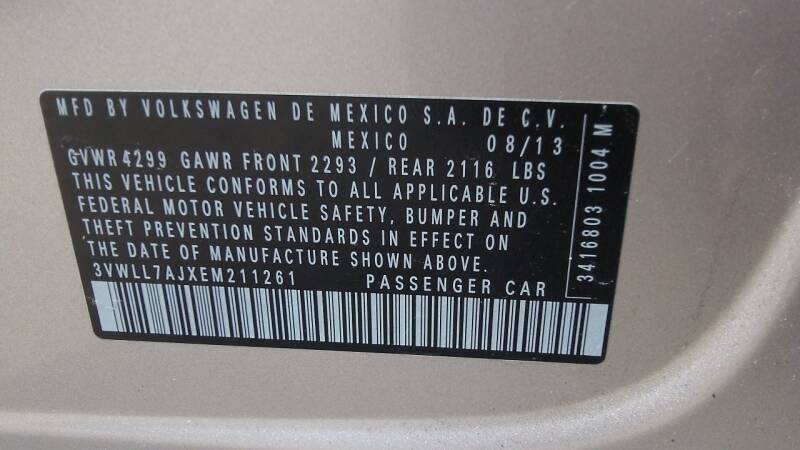 MFD BY VOLKSWAGEN DE MEXICO S.A. DE C.V.
MEXICO 08/13
GVWR 4299 GAWR FRONT 2293 / REAR 2116 LBS
THIS VEHICLE CONFORMS TO ALL APPLICABLE U.S.
FEDERAL MOTOR VEHICLE SAFETY, BUMPER AND
THEFT PREVENTION STANDARDS IN EFFECT ON
THE DATE OF MANUFACTURE SHOWN ABOVE.
3VWLL7AJXEM211261 PASSENGER CAR
3416803 1004 M